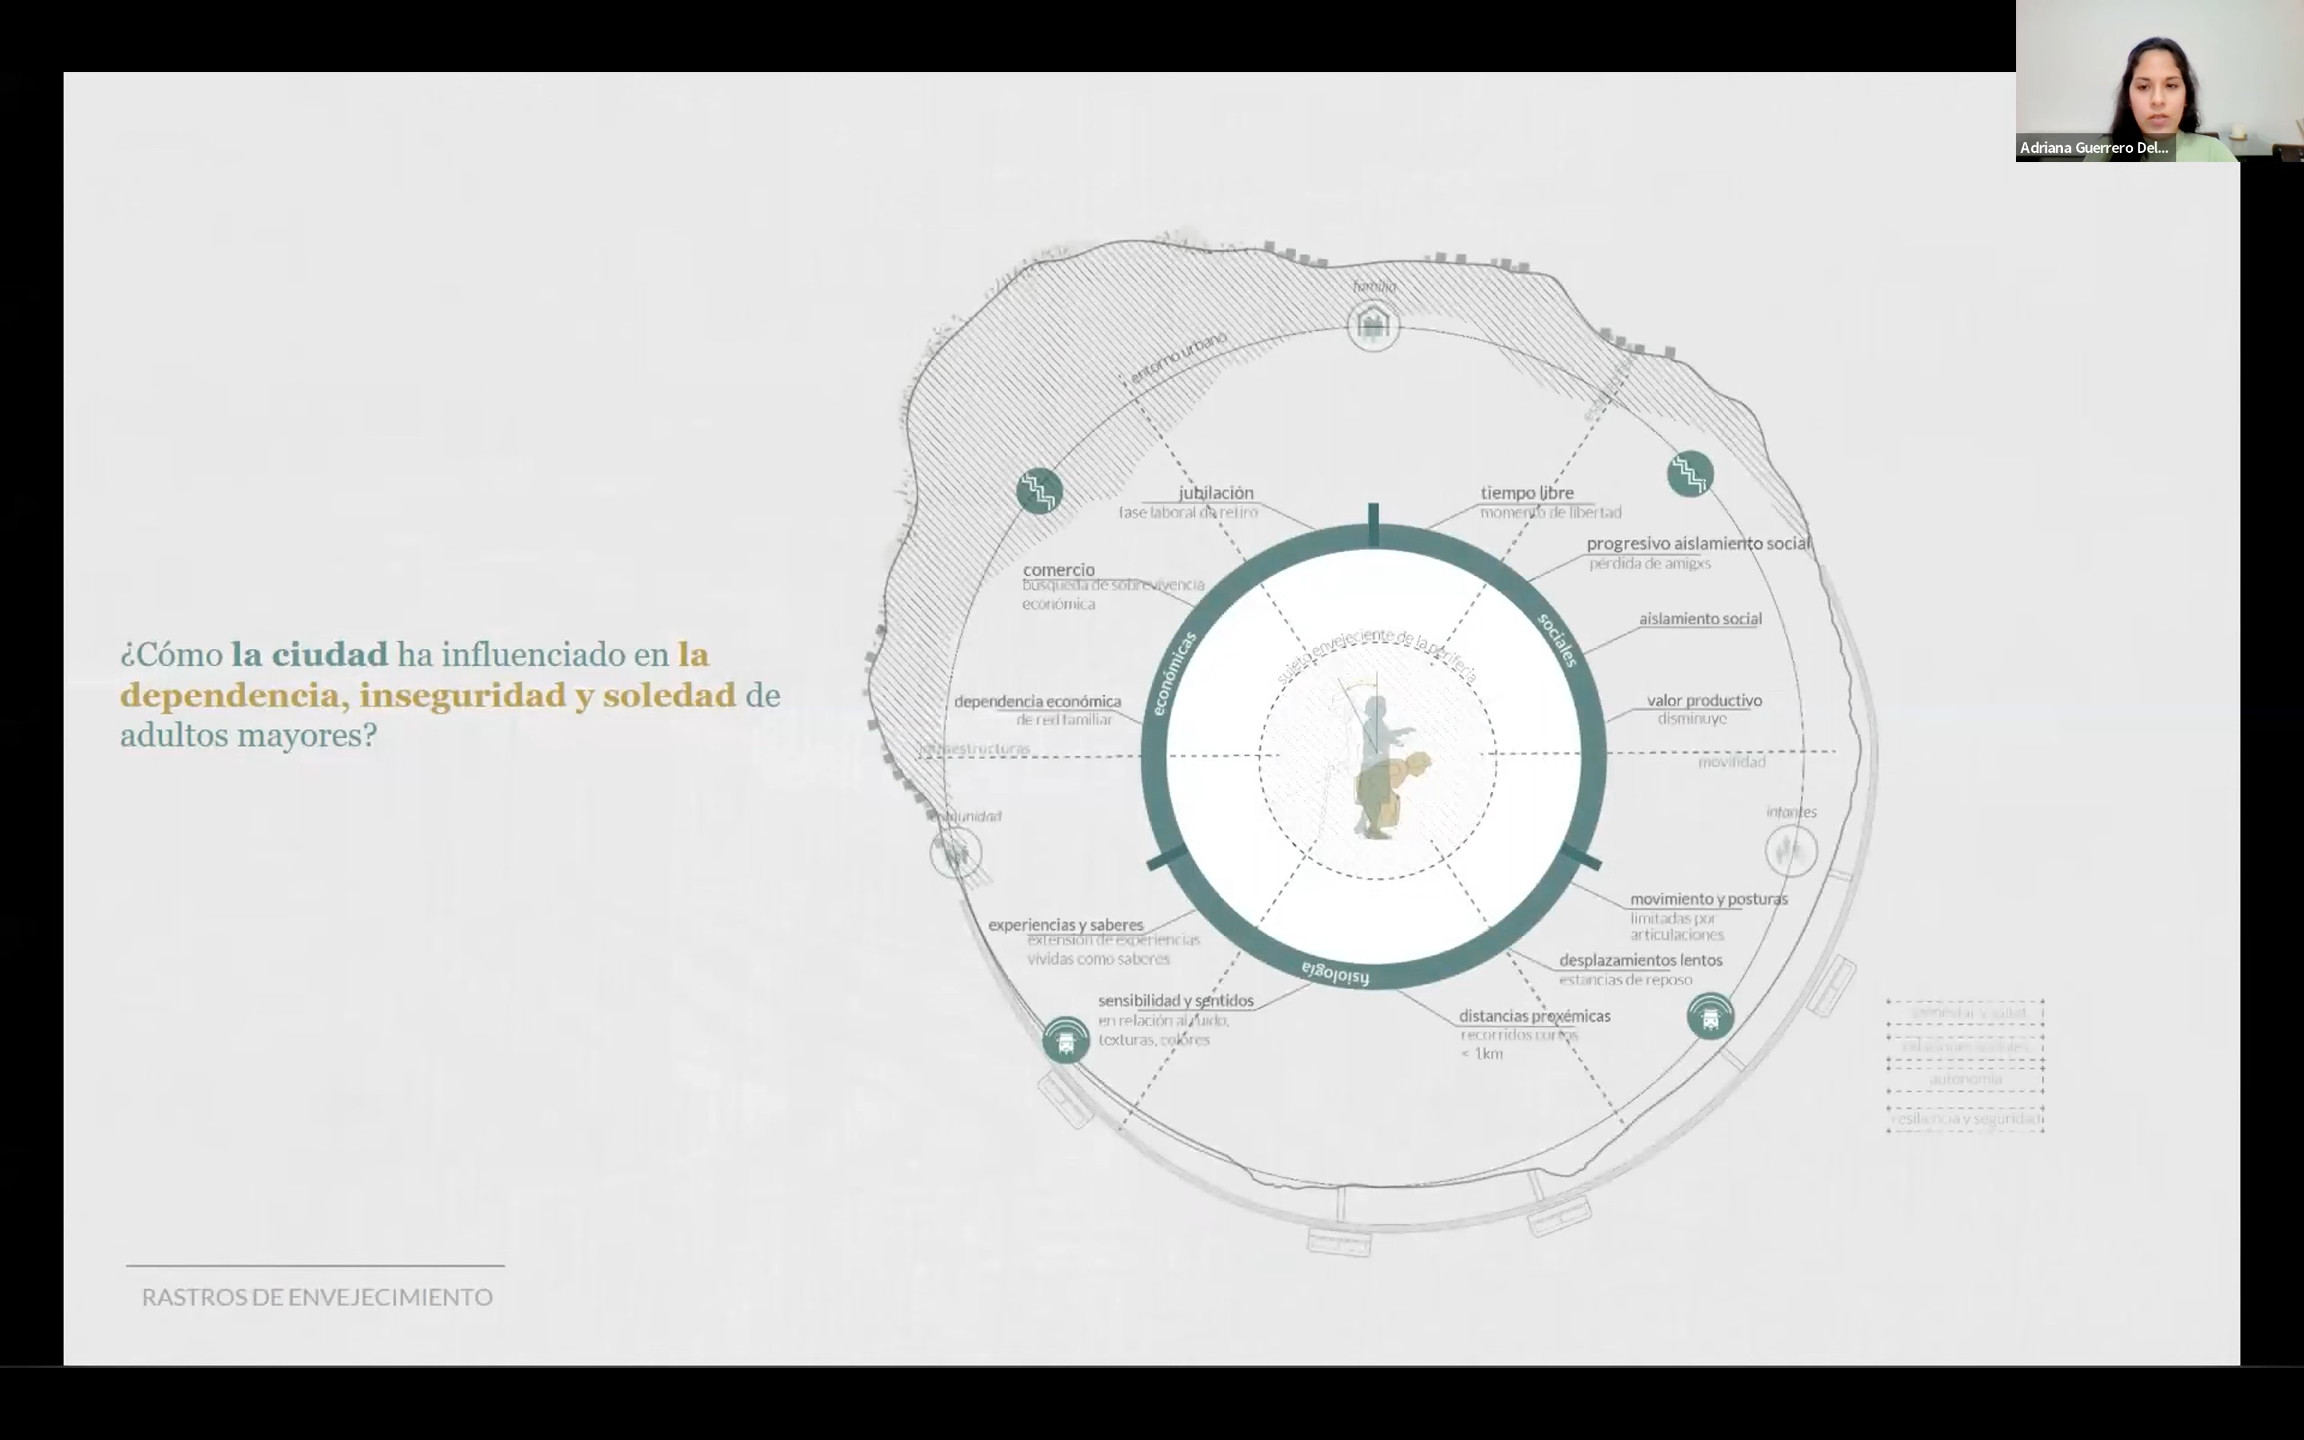 Adriana Guerrero Del...
¿Cómo la ciudad ha influenciado en la
dependencia, inseguridad y soledad de
adultos mayores?
RASTROS DE ENVEJECIMIENTO
familia
entorno urbano
jubilación
fase laboral de retiro
tiempo libre
momento de libertad
progresivo aislamiento social
pérdida de amigxs
comercio
búsqueda de sobrevivencia
económica
aislamiento social
económicas
sociales
sujeto envejeciente de la periferia
dependencia económica
de red familiar
valor productivo
disminuye
infraestructuras
movilidad
comunidad
infantes
movimiento y posturas
limitadas por
articulaciones
experiencias y saberes
extensión de experiencias
vividas como saberes
desplazamientos lentos
estancias de reposo
fisiología
sensibilidad y sentidos
en relación al ruido,
texturas, colores
distancias proxémicas
recorridos cortos
< 1km
bienestar y salud
autonomía
resiliencia y seguridad